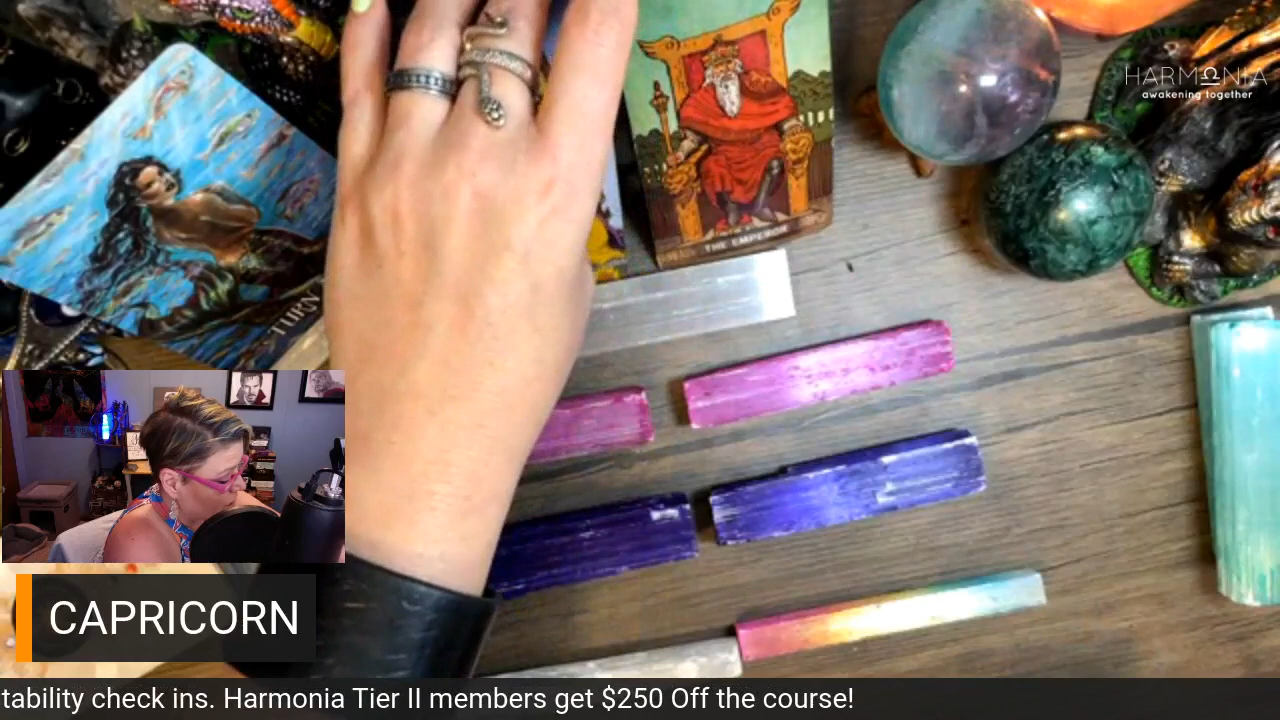 HARMONIA
awakening together
THE EMPEROR
TURN
CAPRICORN
tability check ins. Harmonia Tier II members get $250 Off the course!